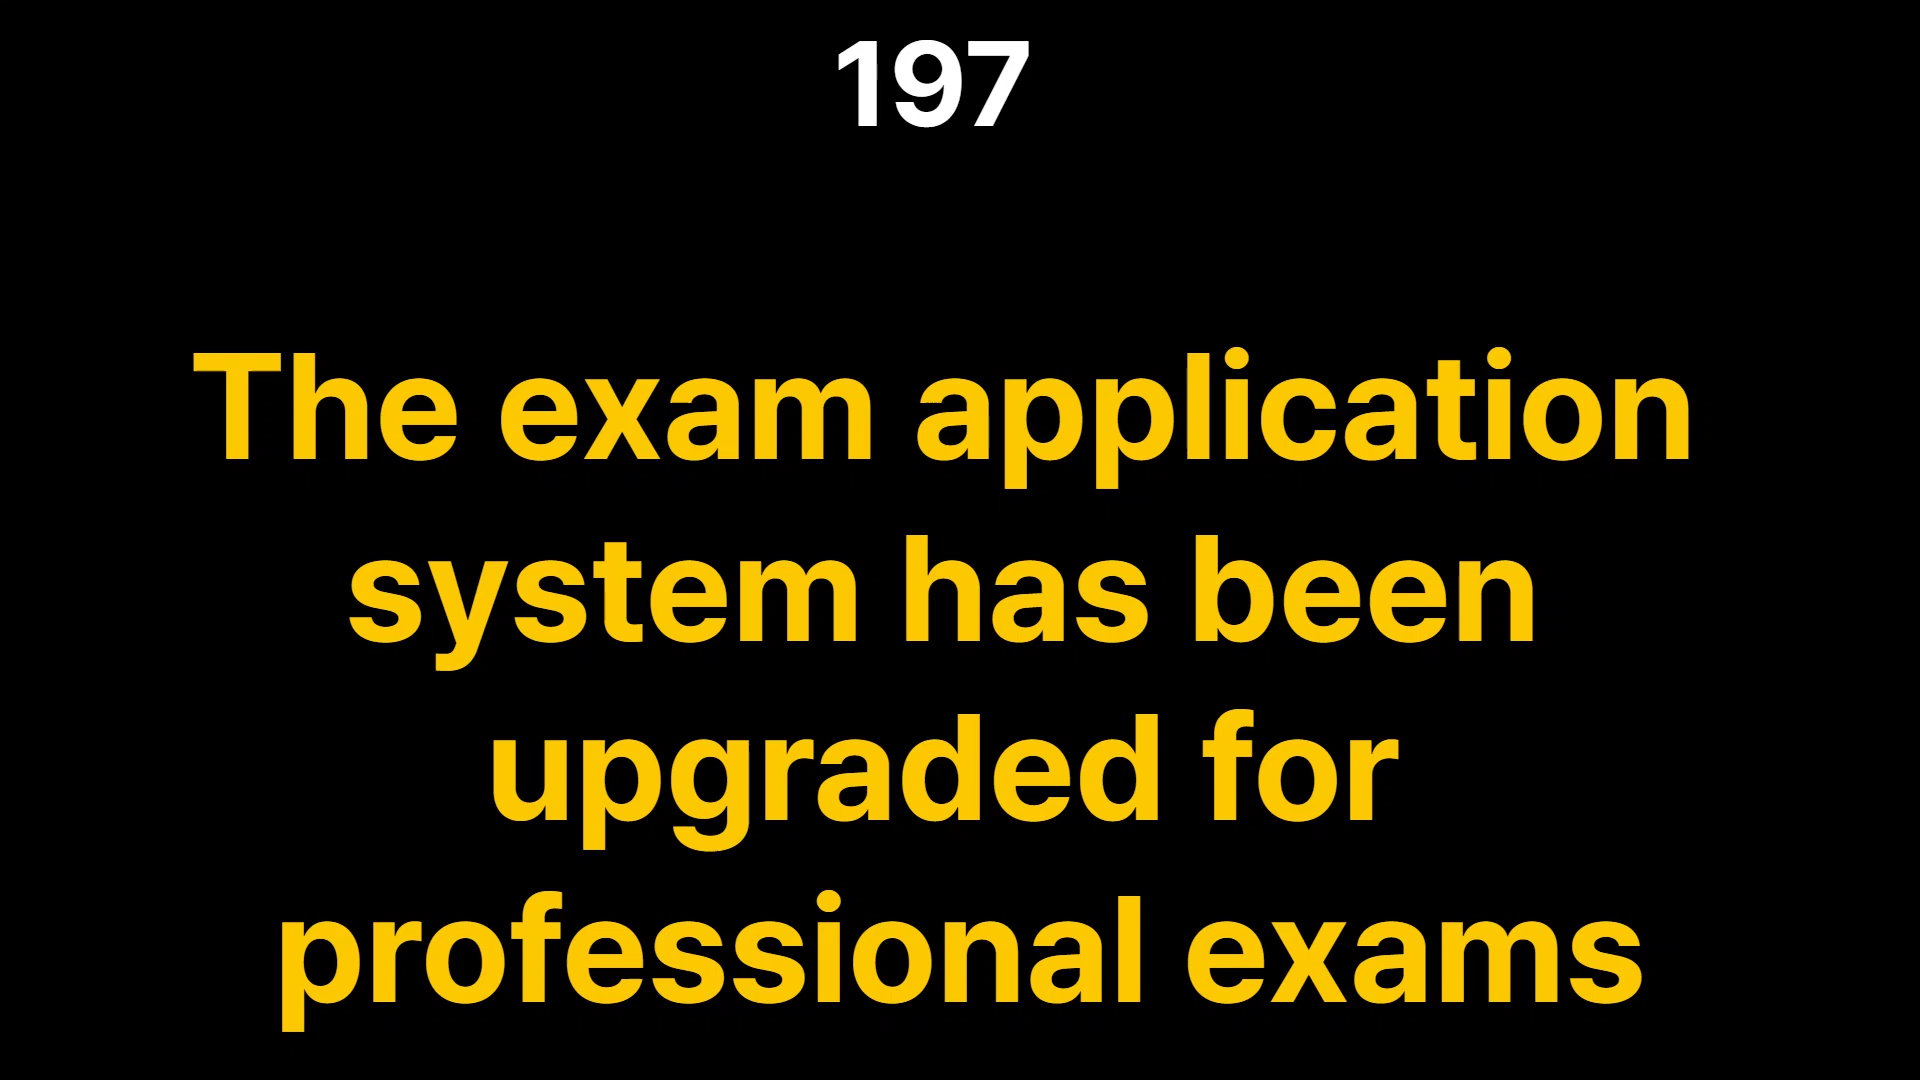 197
The exam application
system has been
upgraded for
professional exams